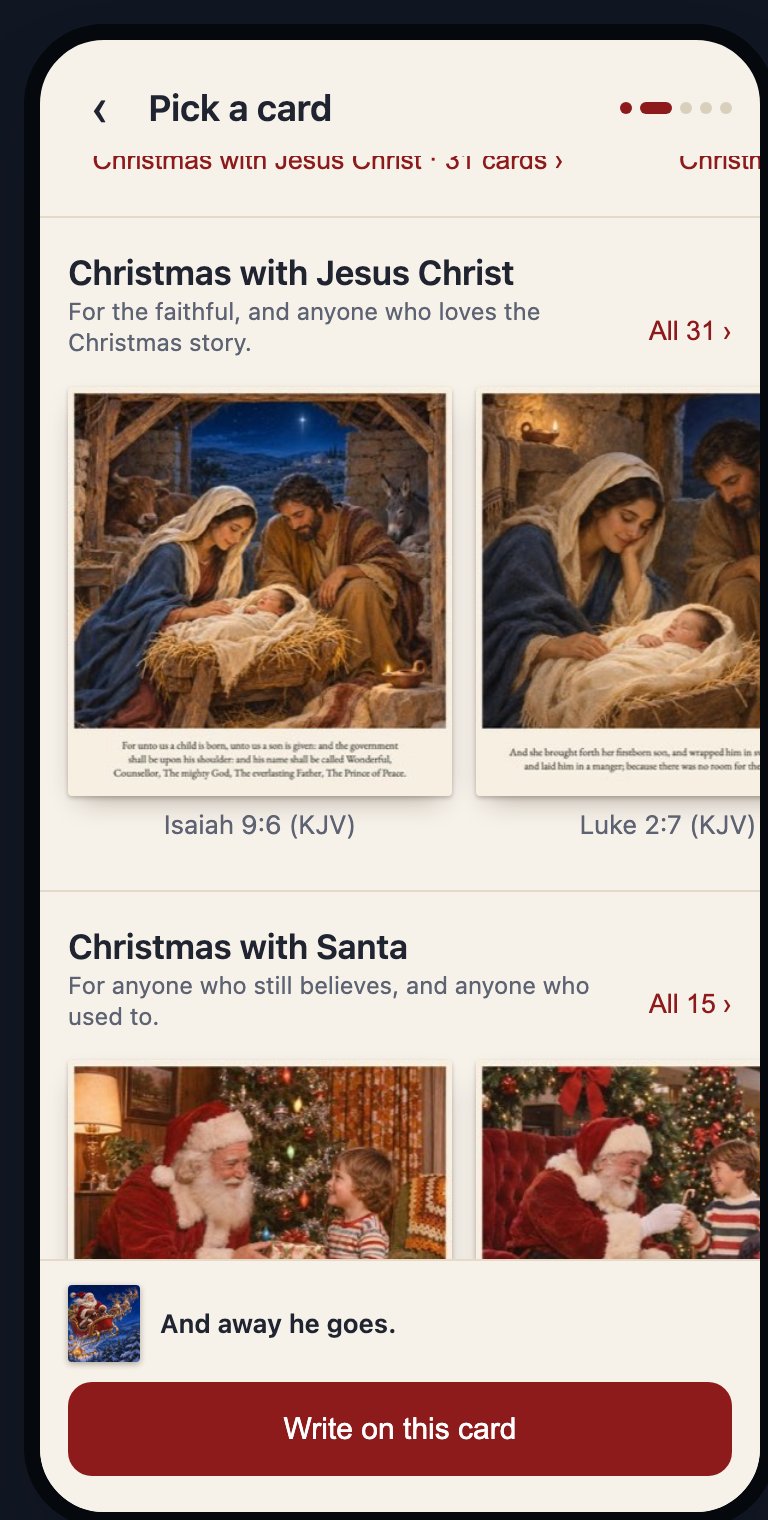 ‹ Pick a card
Christmas with Jesus Christ · 31 cards ›
Christm
Christmas with Jesus Christ
For the faithful, and anyone who loves the
Christmas story.
All 31 ›
For unto us a child is born, unto us a son is given: and the government
shall be upon his shoulder: and his name shall be called Wonderful,
Counsellor, The mighty God, The everlasting Father, The Prince of Peace.
And she brought forth her firstborn son, and wrapped him in
and laid him in a manger; because there was no room for the
Isaiah 9:6 (KJV)
Luke 2:7 (KJV)
Christmas with Santa
For anyone who still believes, and anyone who
used to.
All 15 ›
And away he goes.
Write on this card